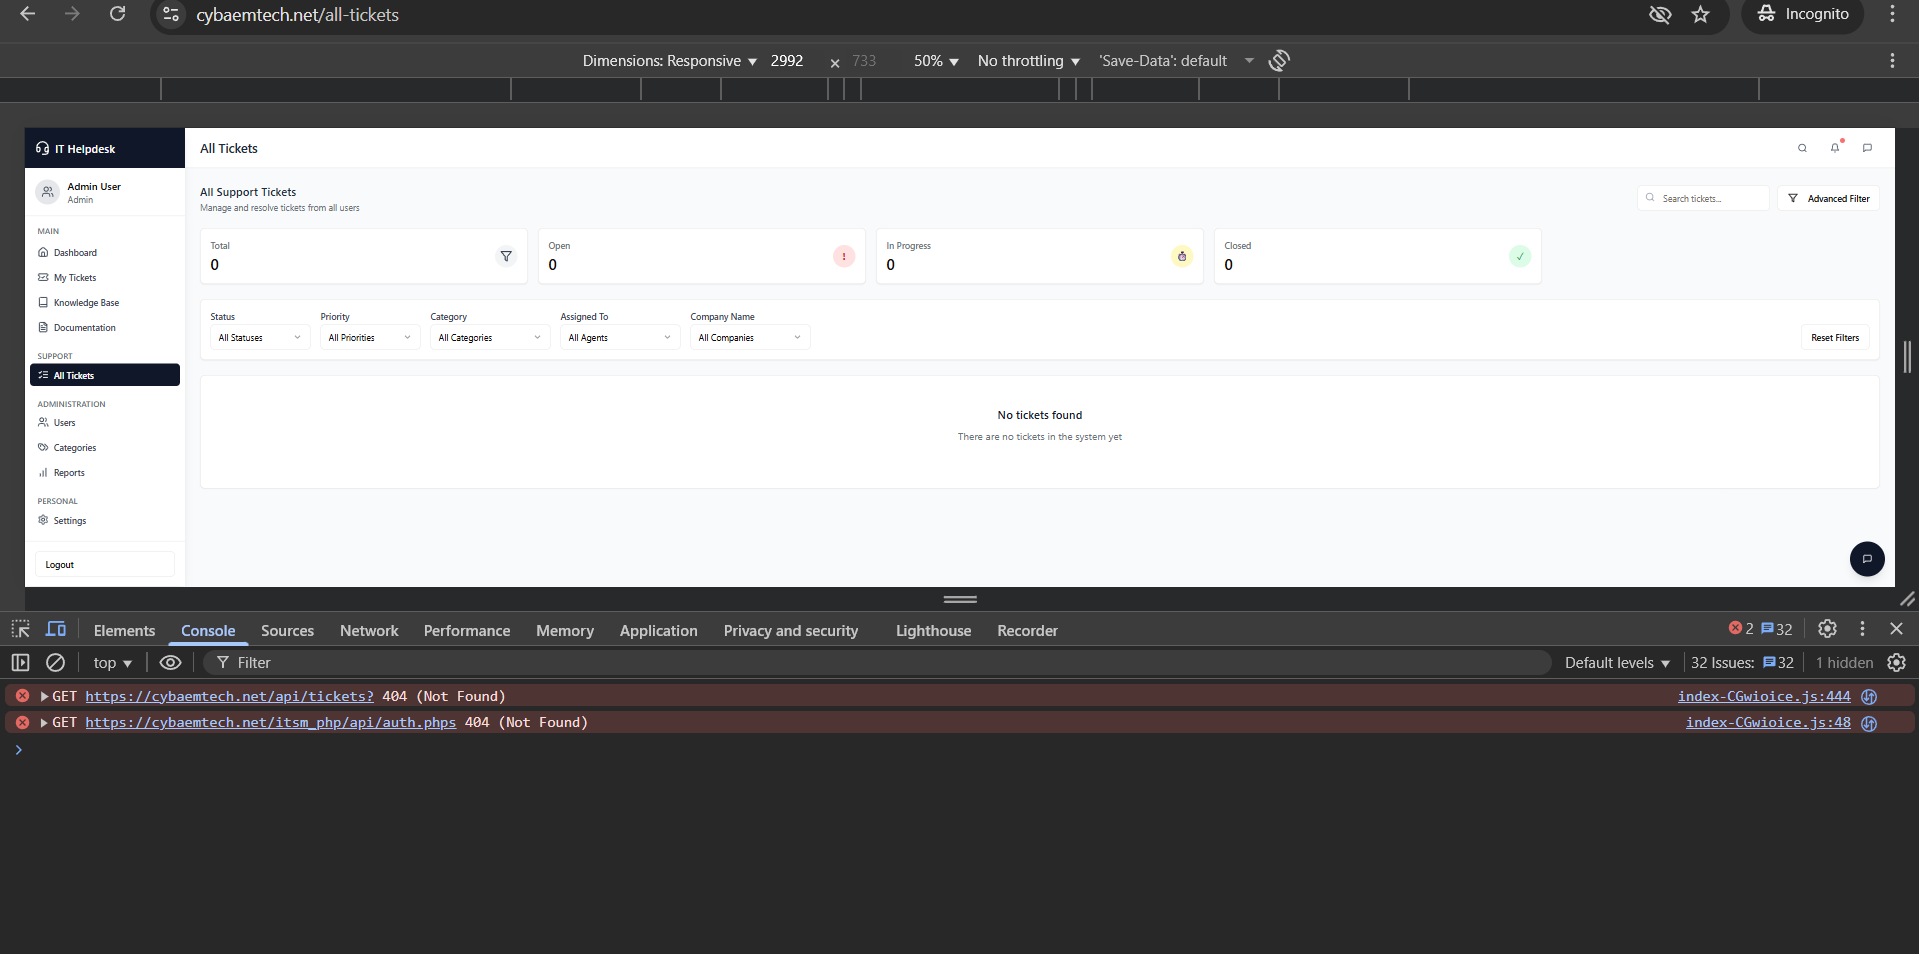 cybaemtech.net/all-tickets
Incognito
Dimensions: Responsive 2992 × 733 50% No throttling 'Save-Data': default
IT Helpdesk
Admin User
Admin
MAIN
Dashboard
My Tickets
Knowledge Base
Documentation
SUPPORT
All Tickets
ADMINISTRATION
Users
Categories
Reports
PERSONAL
Settings
Logout
All Tickets
All Support Tickets
Manage and resolve tickets from all users
Search tickets...
Advanced Filter
Total
0
Open
0
!
In Progress
0
Closed
0
✓
Status
All Statuses
Priority
All Priorities
Category
All Categories
Assigned To
All Agents
Company Name
All Companies
Reset Filters
No tickets found
There are no tickets in the system yet
Elements Console Sources Network Performance Memory Application Privacy and security Lighthouse Recorder 2 32
top Filter Default levels 32 Issues: 32 1 hidden
GET https://cybaemtech.net/api/tickets? 404 (Not Found) index-CGwioice.js:444
GET https://cybaemtech.net/itsm_php/api/auth.phps 404 (Not Found) index-CGwioice.js:48